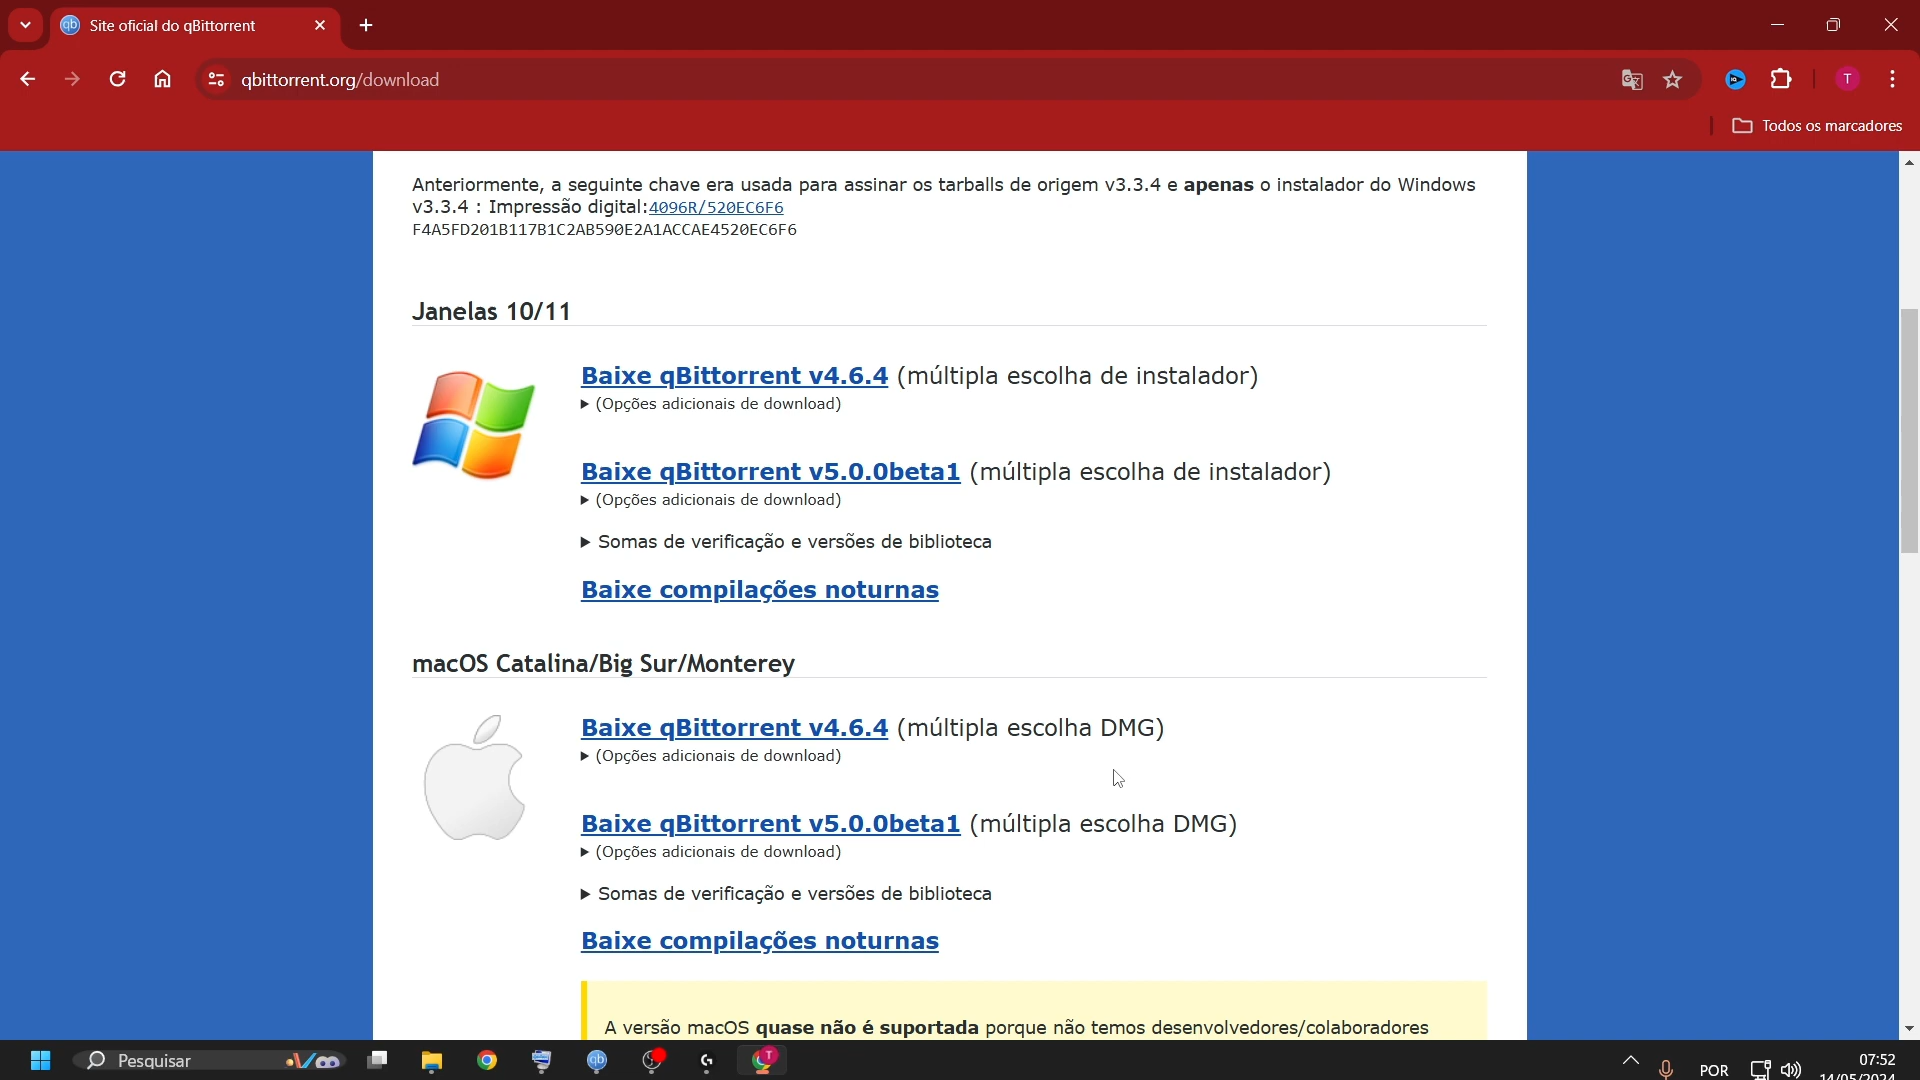 Site oficial do qBittorrent
qbittorrent.org/download
T
Todos os marcadores
Anteriormente, a seguinte chave era usada para assinar os tarballs de origem v3.3.4 e apenas o instalador do Windows
v3.3.4 : Impressão digital:4096R/520EC6F6
F4A5FD201B117B1C2AB590E2A1ACCAE4520EC6F6
Janelas 10/11
Baixe qBittorrent v4.6.4 (múltipla escolha de instalador)
▶ (Opções adicionais de download)
Baixe qBittorrent v5.0.0beta1 (múltipla escolha de instalador)
▶ (Opções adicionais de download)
▶ Somas de verificação e versões de biblioteca
Baixe compilações noturnas
macOS Catalina/Big Sur/Monterey
Baixe qBittorrent v4.6.4 (múltipla escolha DMG)
▶ (Opções adicionais de download)
Baixe qBittorrent v5.0.0beta1 (múltipla escolha DMG)
▶ (Opções adicionais de download)
▶ Somas de verificação e versões de biblioteca
Baixe compilações noturnas
A versão macOS quase não é suportada porque não temos desenvolvedores/colaboradores
Pesquisar
POR
07:52
14/05/2024